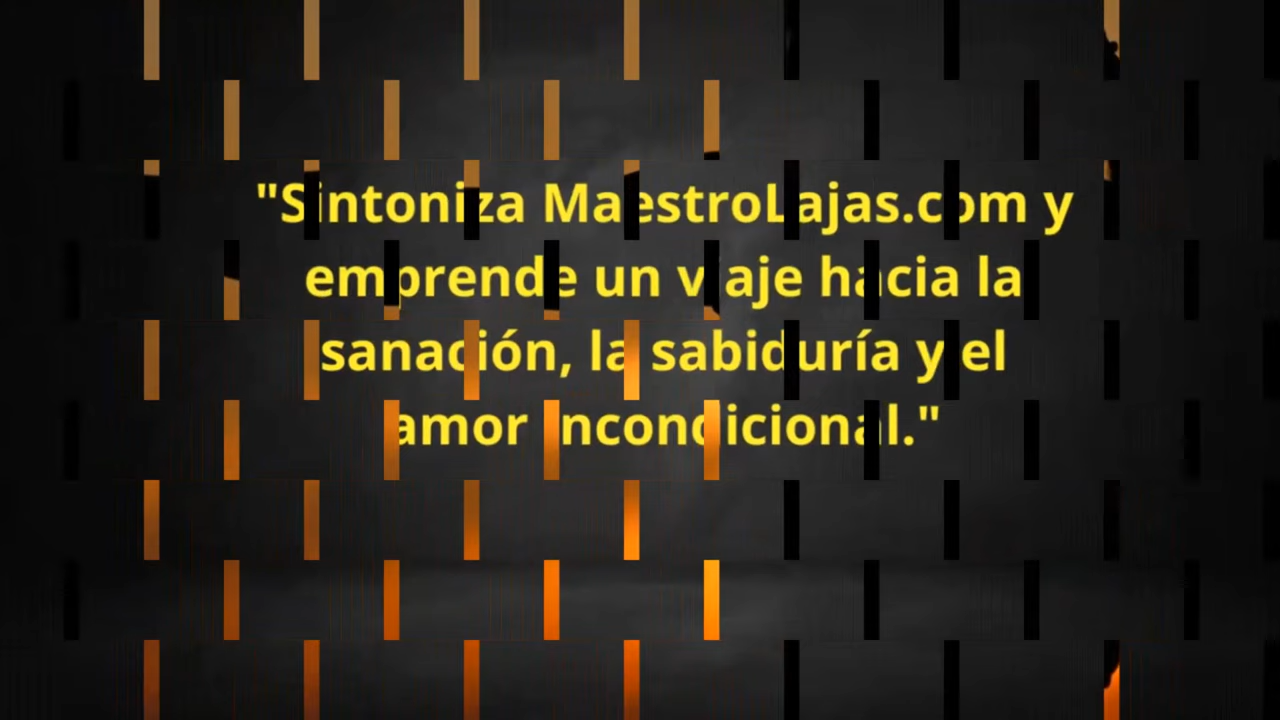 "Sintoniza MaestroLajas.com y
emprende un viaje hacia la
sanación, la sabiduría y el
amor incondicional."